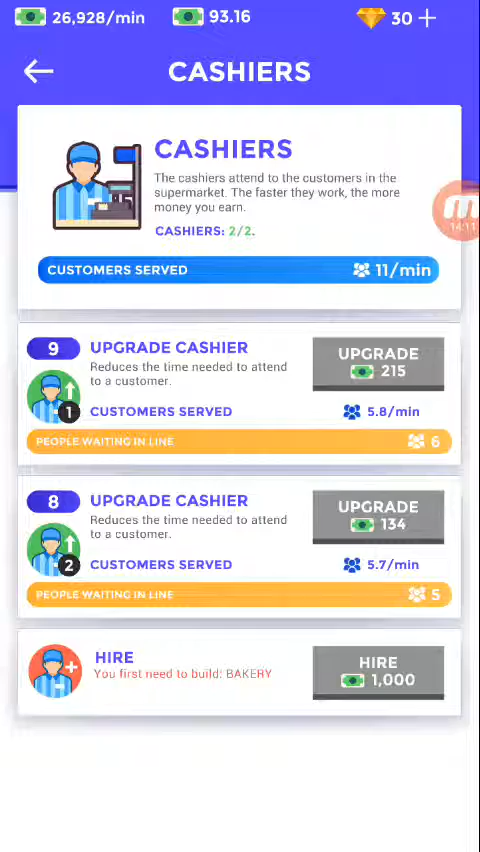 26,928/min 93.16 30 +
CASHIERS
CASHIERS
The cashiers attend to the customers in the
supermarket. The faster they work, the more
money you earn.
CASHIERS: 2/2.
14:11
CUSTOMERS SERVED 11/min
9 UPGRADE CASHIER
Reduces the time needed to attend
to a customer.
UPGRADE
215
1 CUSTOMERS SERVED 5.8/min
PEOPLE WAITING IN LINE 6
8 UPGRADE CASHIER
Reduces the time needed to attend
to a customer.
UPGRADE
134
2 CUSTOMERS SERVED 5.7/min
PEOPLE WAITING IN LINE 5
HIRE
You first need to build: BAKERY
HIRE
1,000